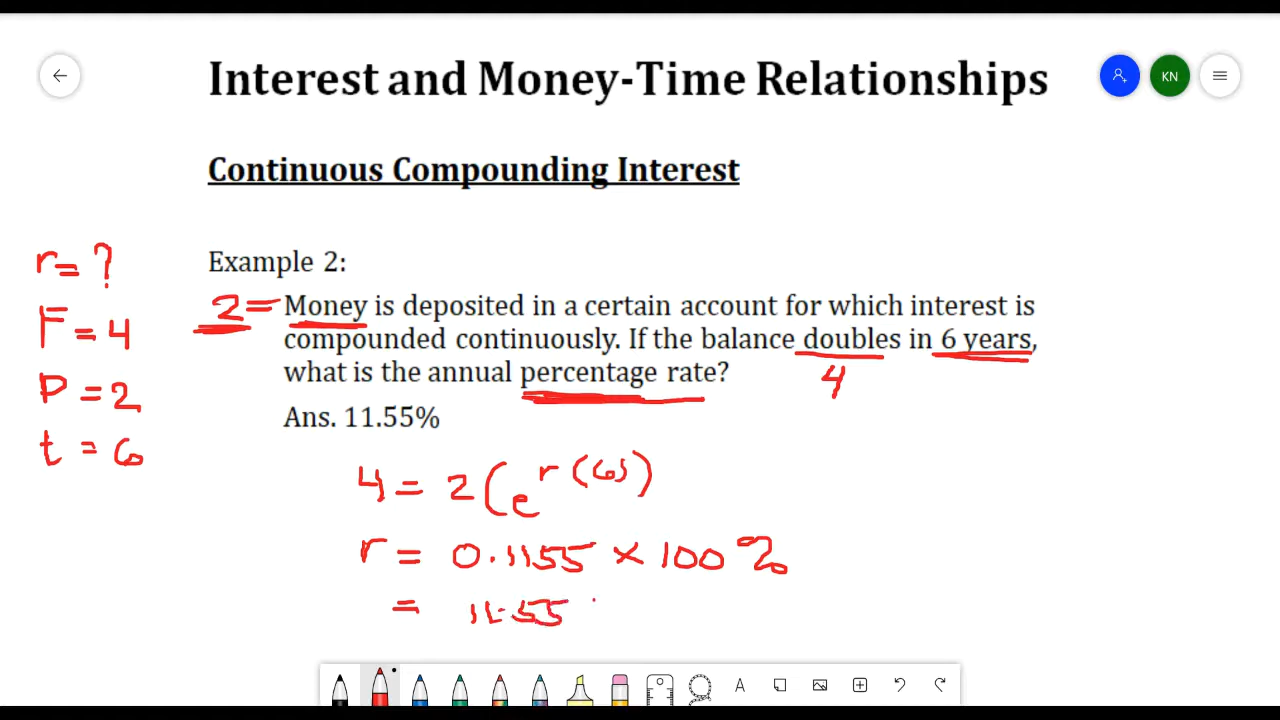 Interest and Money-Time Relationships
KN
Continuous Compounding Interest
r = ?
F = 4
P = 2
t = 6
Example 2:
2 = Money is deposited in a certain account for which interest is
compounded continuously. If the balance doubles in 6 years,
what is the annual percentage rate?
4
Ans. 11.55%
4 = 2 (e^r(6))
r = 0.1155 × 100%
= 11.55
A